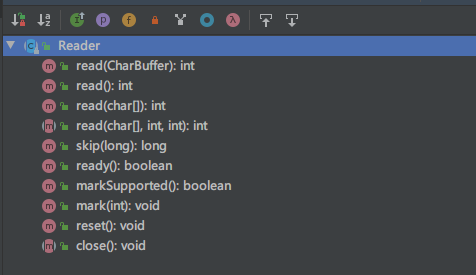 Reader
read(CharBuffer): int
read(): int
read(char[]): int
read(char[], int, int): int
skip(long): long
ready(): boolean
markSupported(): boolean
mark(int): void
reset(): void
close(): void